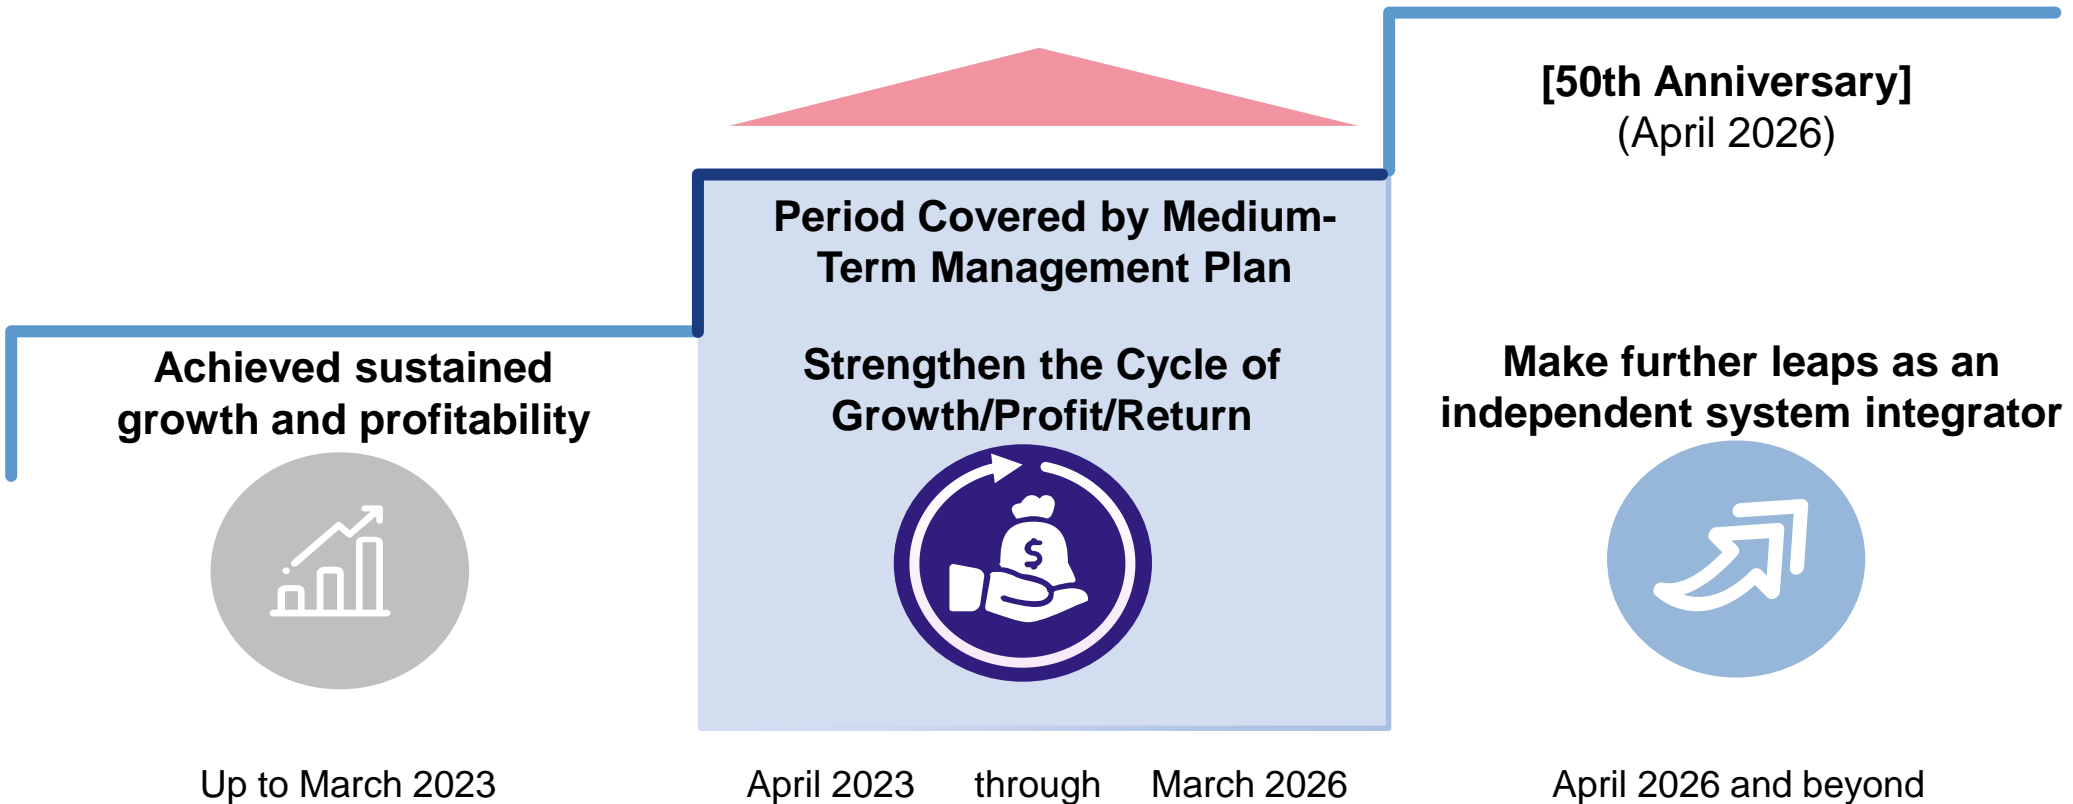 Achieved sustained
growth and profitability
Up to March 2023
Period Covered by Medium-
Term Management Plan
Strengthen the Cycle of
Growth/Profit/Return
$
April 2023 through March 2026
[50th Anniversary]
(April 2026)
Make further leaps as an
independent system integrator
April 2026 and beyond